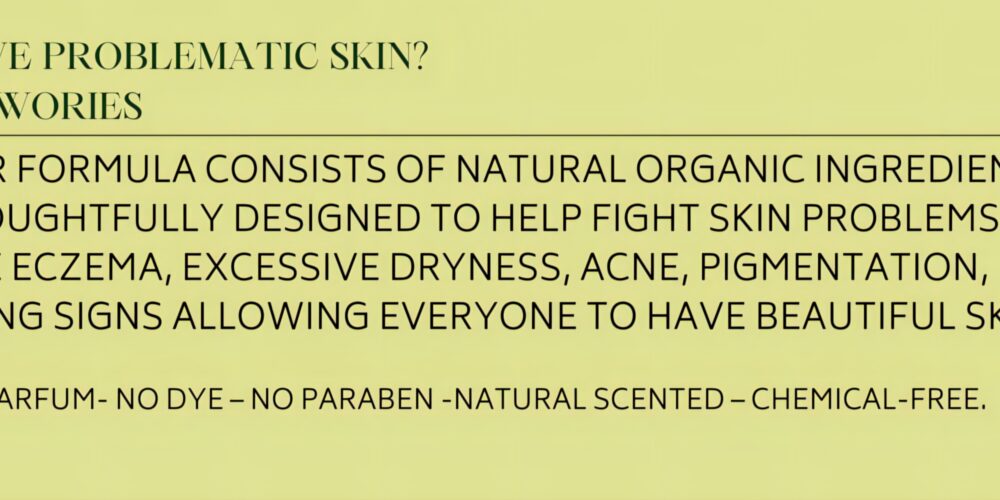 VE PROBLEMATIC SKIN?
WORIES
R FORMULA CONSISTS OF NATURAL ORGANIC INGREDIEN
OUGHTFULLY DESIGNED TO HELP FIGHT SKIN PROBLEMS
E ECZEMA, EXCESSIVE DRYNESS, ACNE, PIGMENTATION,
NG SIGNS ALLOWING EVERYONE TO HAVE BEAUTIFUL SK
ARFUM- NO DYE – NO PARABEN -NATURAL SCENTED – CHEMICAL-FREE.